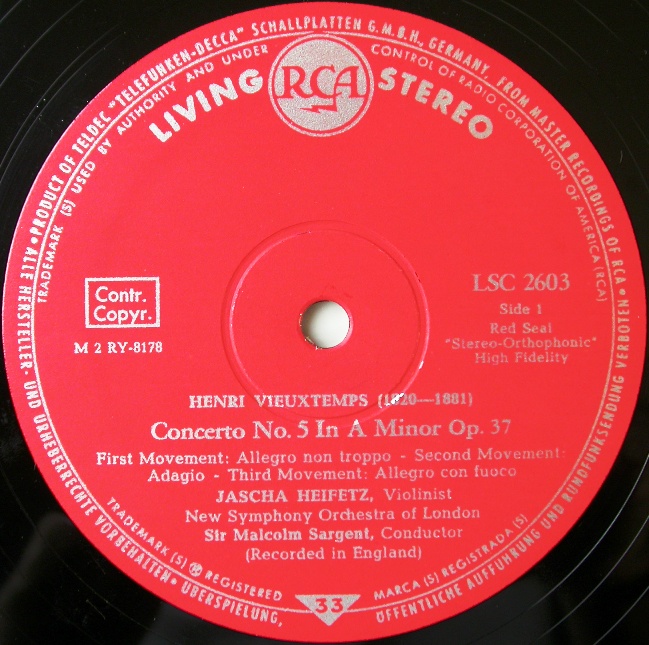 • PRODUCT OF TELDEC "TELEFUNKEN-DECCA" SCHALLPLATTEN G.M.B.H., GERMANY, FROM MASTER RECORDINGS OF RCA •
TRADEMARK (S) USED BY AUTHORITY AND UNDER CONTROL OF RADIO CORPORATION OF AMERICA (RCA)
LIVING RCA STEREO
Contr.
Copyr.
M 2 RY-8178
LSC 2603
Side 1
Red Seal
"Stereo-Orthophonic"
High Fidelity
HENRI VIEUXTEMPS (1820—1881)
Concerto No. 5 In A Minor Op. 37
First Movement: Allegro non troppo - Second Movement:
Adagio - Third Movement: Allegro con fuoco
JASCHA HEIFETZ, Violinist
New Symphony Orchestra of London
Sir Malcolm Sargent, Conductor
(Recorded in England)
TRADEMARK (S) ® REGISTERED
MARCA (S) REGISTRADA (S)
33
ALLE HERSTELLER- UND URHEBERRECHTE VORBEHALTEN • ÜBERSPIELUNG, ÖFFENTLICHE AUFFÜHRUNG UND RUNDFUNKSENDUNG VERBOTEN